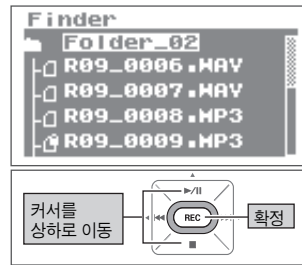 Finder
Folder_02
R09_0006.WAV
R09_0007.WAV
R09_0008.MP3
R09_0009.MP3
커서를
상하로 이동
REC
확정